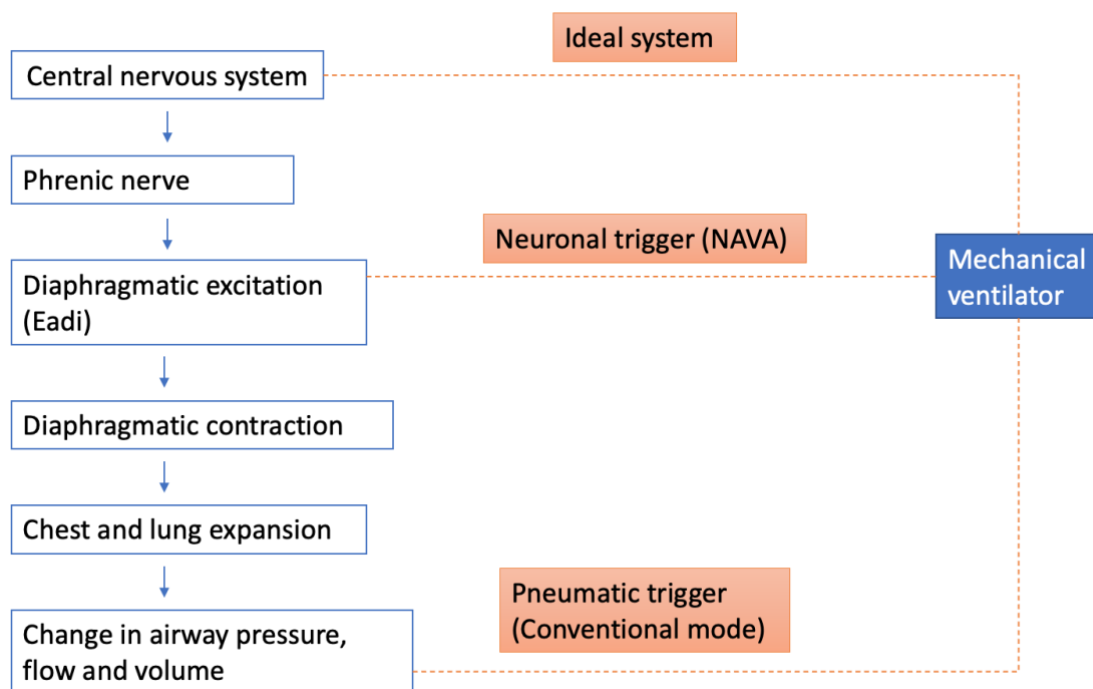 Ideal system
Central nervous system
Phrenic nerve
Neuronal trigger (NAVA)
Diaphragmatic excitation
(Eadi)
Mechanical
ventilator
Diaphragmatic contraction
Chest and lung expansion
Pneumatic trigger
(Conventional mode)
Change in airway pressure,
flow and volume